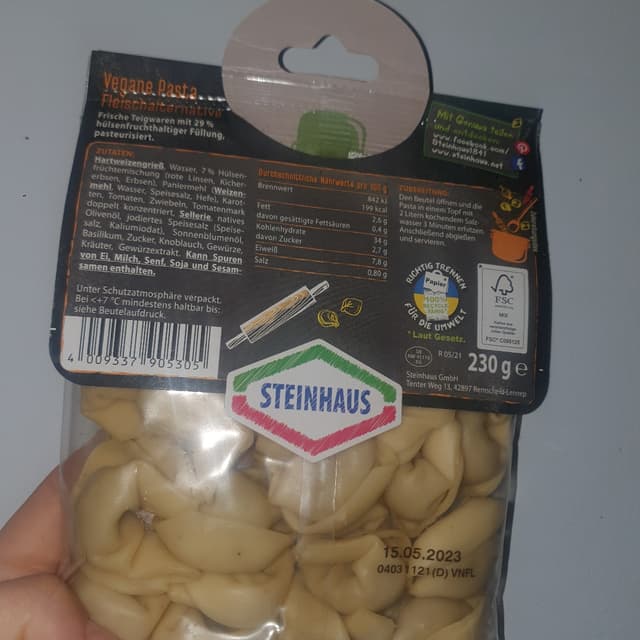 Vegane Pasta
Fleischalternative
Frische Teigwaren mit 29 %
hülsenfruchthaltiger Füllung,
pasteurisiert.
Mit Genuss teilen
und entdecken
www.facebook.com/
Steinhaus1841
www.steinhaus.net
ZUTATEN:
Hartweizengrieß, Wasser, 7 % Hülsen-
früchtemischung (rote Linsen, Kicher-
erbsen, Erbsen), Paniermehl (Weizen-
mehl, Wasser, Speisesalz, Hefe), Karot-
ten, Tomaten, Zwiebeln, Tomatenmark
doppelt konzentriert, Sellerie, natives
Olivenöl, jodiertes Speisesalz (Speise-
salz, Kaliumiodat), Sonnenblumenöl,
Basilikum, Zucker, Knoblauch, Gewürze,
Kräuter, Gewürzextrakt. Kann Spuren
von Ei, Milch, Senf, Soja und Sesam-
samen enthalten.
Unter Schutzatmosphäre verpackt.
Bei <+7 °C mindestens haltbar bis:
siehe Beutelaufdruck.
4 009337 905305
Durchschnittliche Nährwerte pro 100 g
Brennwert 842 kJ
199 kcal
Fett 2,6 g
davon gesättigte Fettsäuren 0,4 g
Kohlenhydrate 34 g
davon Zucker 2,7 g
Eiweiß 7,8 g
Salz 0,80 g
ZUBEREITUNG:
Den Beutel öffnen und die
Pasta in einem Topf mit
2 Litern kochendem Salz-
wasser 3 Minuten erhitzen.
Anschließend abgießen
und servieren.
RICHTIG TRENNEN
Papier
100%
FÜR DIE UMWELT
* Laut Gesetz.
FSC
MIX
R 05/21
230 g e
Steinhaus GmbH
Tenter Weg 13, 42897 Remscheid-Lennep
STEINHAUS
15.05.2023
04031121(D) VNFL